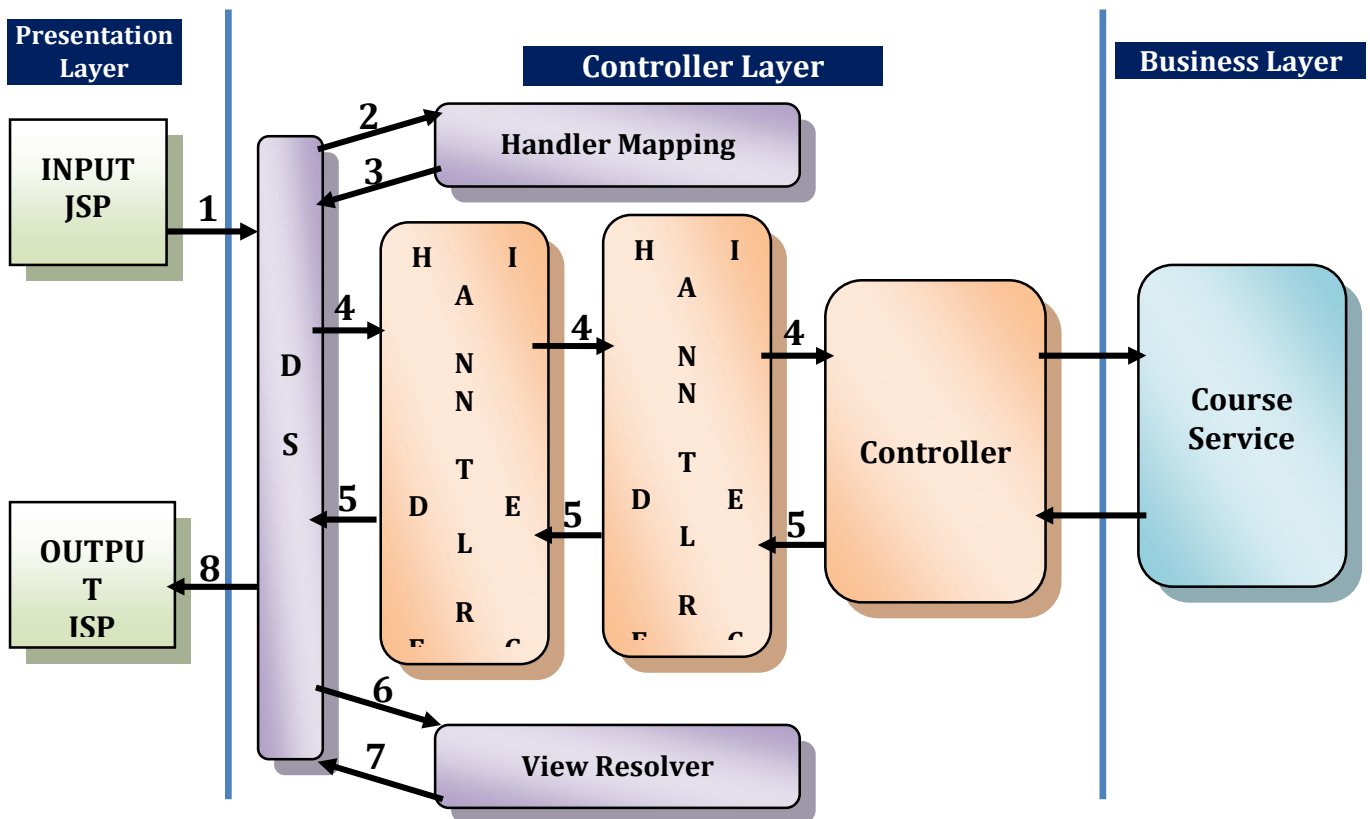 Presentation
Layer
Controller Layer
Business Layer
INPUT
JSP
1
D
S
2
3
Handler Mapping
4
H I
A
N
N
T
D E
L
R
E C
5
4
H I
A
N
N
T
D E
L
R
E C
5
4
5
Controller
Course
Service
OUTPU
T
JSP
8
6
7
View Resolver